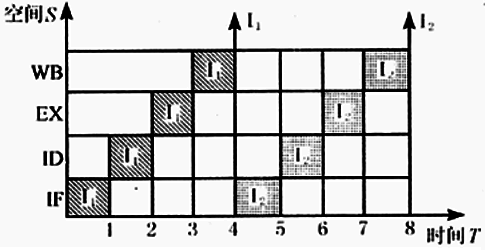 空间S I₁ I₂
WB I₁ I₂
EX I₁ I₂
ID I₁ I₂
IF I₁ I₂
1 2 3 4 5 6 7 8 时间T